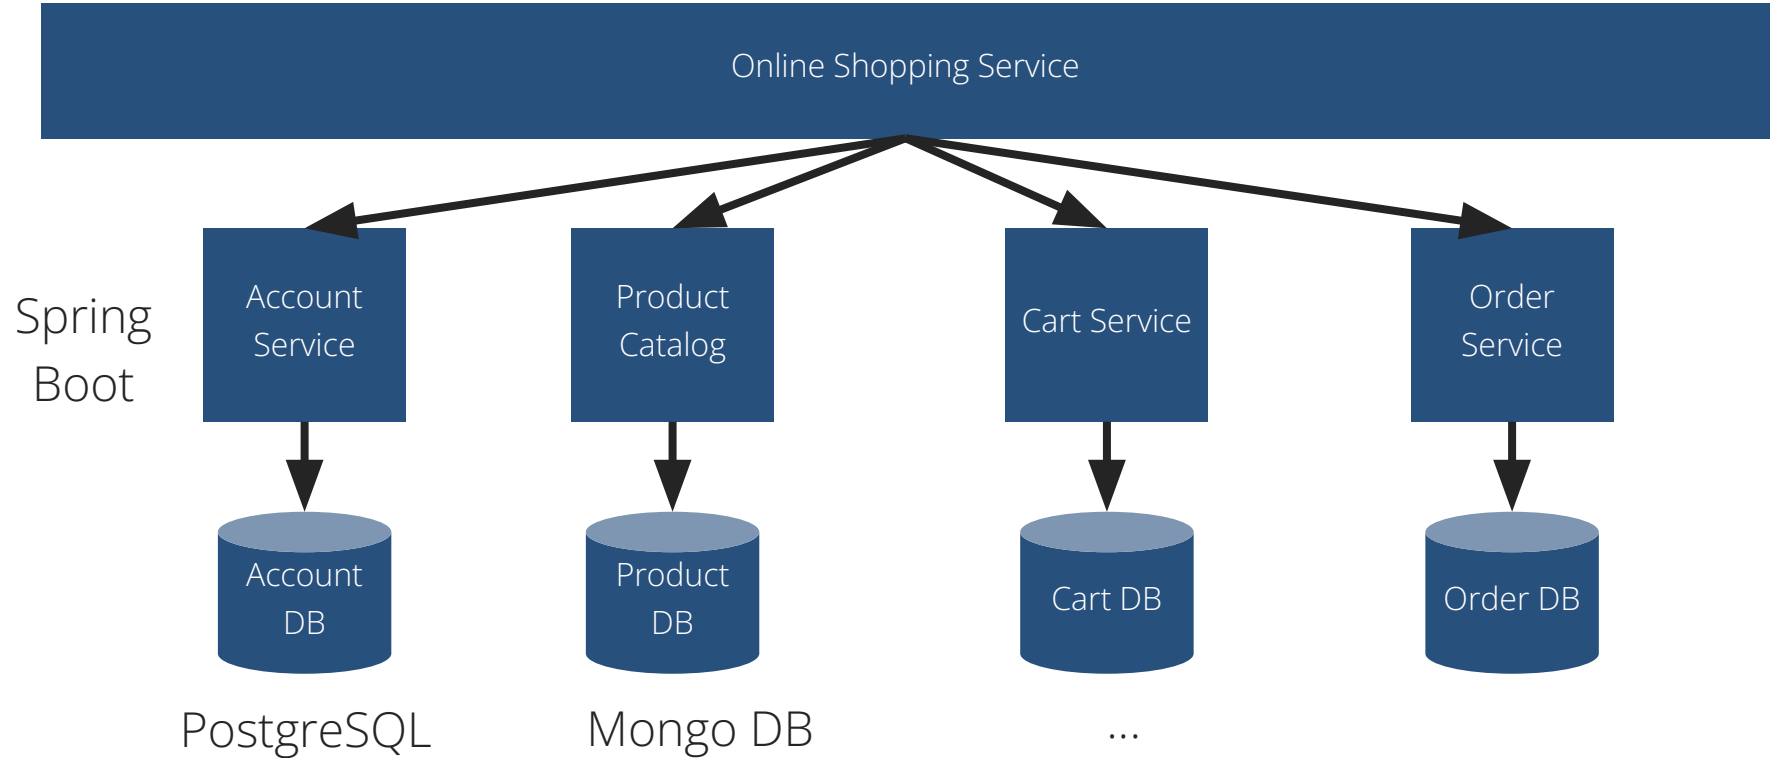 Online Shopping Service
Spring
Boot
Account
Service
Product
Catalog
Cart Service
Order
Service
Account
DB
Product
DB
Cart DB
Order DB
PostgreSQL
Mongo DB
...